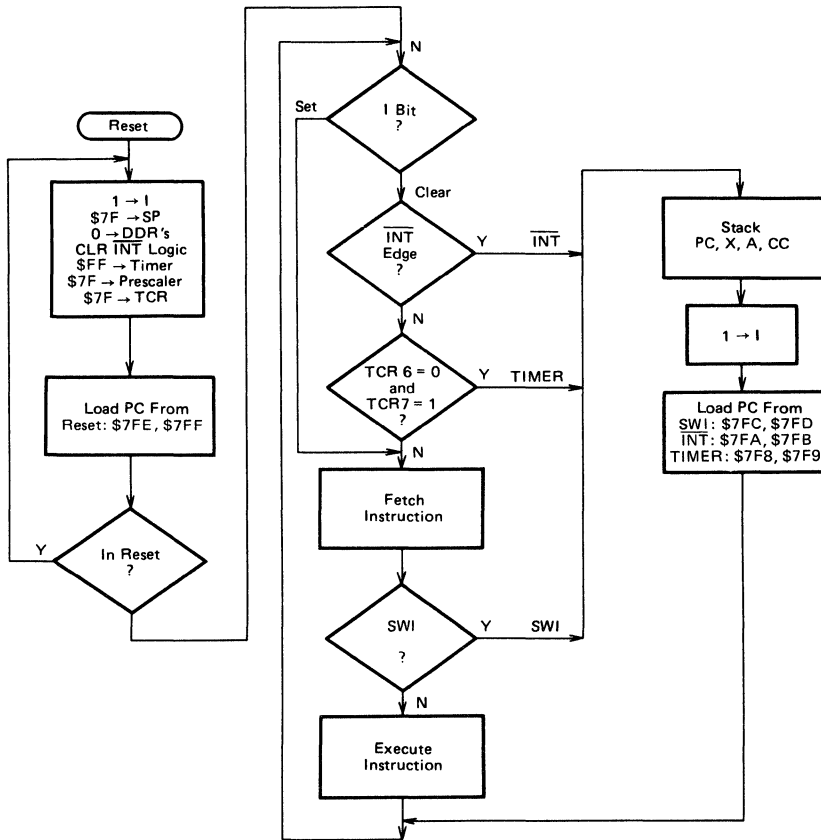 Reset
1 → I
$7F → SP
0 → DDR's
CLR INT Logic
$FF → Timer
$7F → Prescaler
$7F → TCR
Load PC From
Reset: $7FE, $7FF
Y
In Reset
?
N
Set
I Bit
?
Clear
INT
Edge
?
Y
INT
N
TCR 6 = 0
and
TCR7 = 1
?
Y
TIMER
N
Fetch
Instruction
SWI
?
Y
SWI
N
Execute
Instruction
Stack
PC, X, A, CC
1 → I
Load PC From
SWI: $7FC, $7FD
INT: $7FA, $7FB
TIMER: $7F8, $7F9